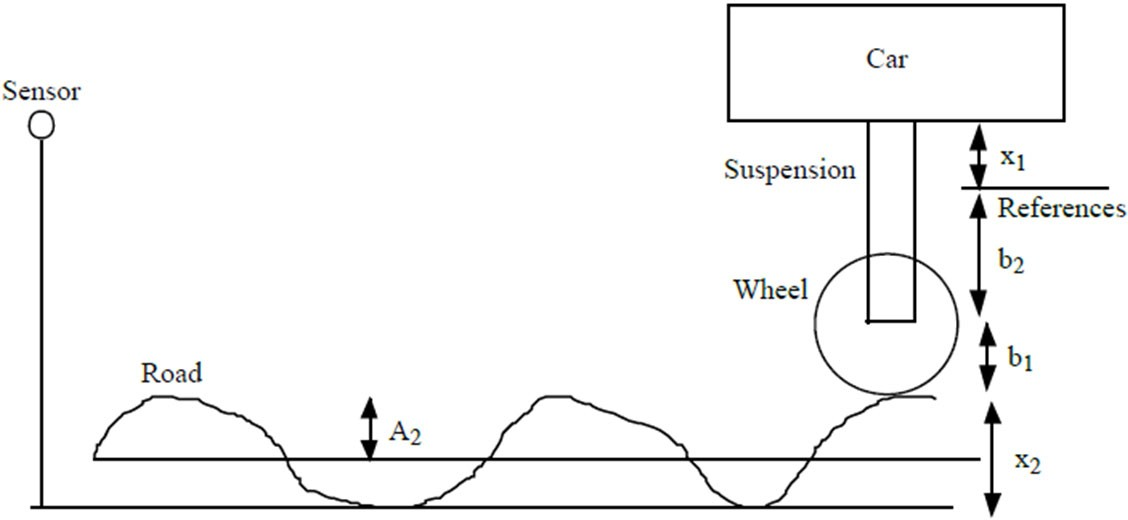 Car
Sensor
Suspension
x1
References
b2
Wheel
b1
Road
A2
x2